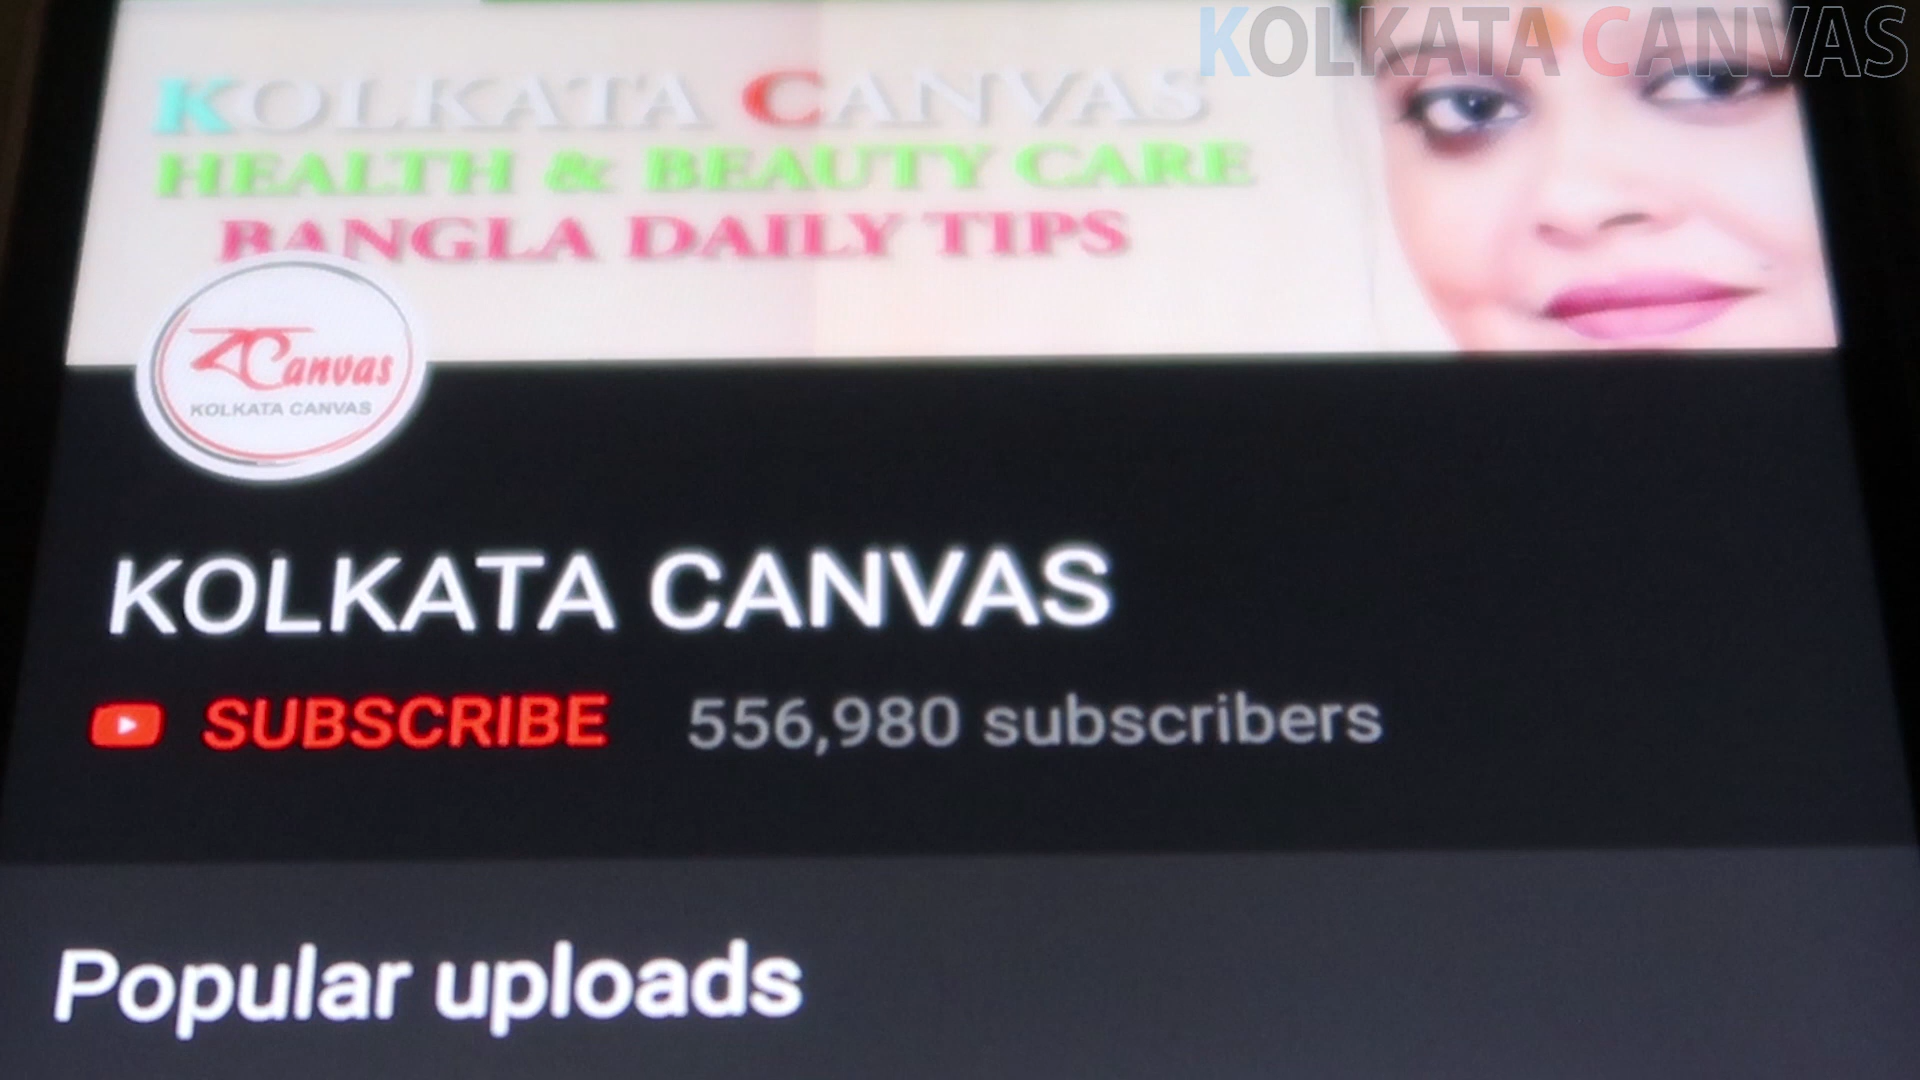 KOLKATA CANVAS
KOLKATA CANVAS
HEALTH & BEAUTY CARE
BANGLA DAILY TIPS
Canvas
KOLKATA CANVAS
KOLKATA CANVAS
SUBSCRIBE 556,980 subscribers
Popular uploads